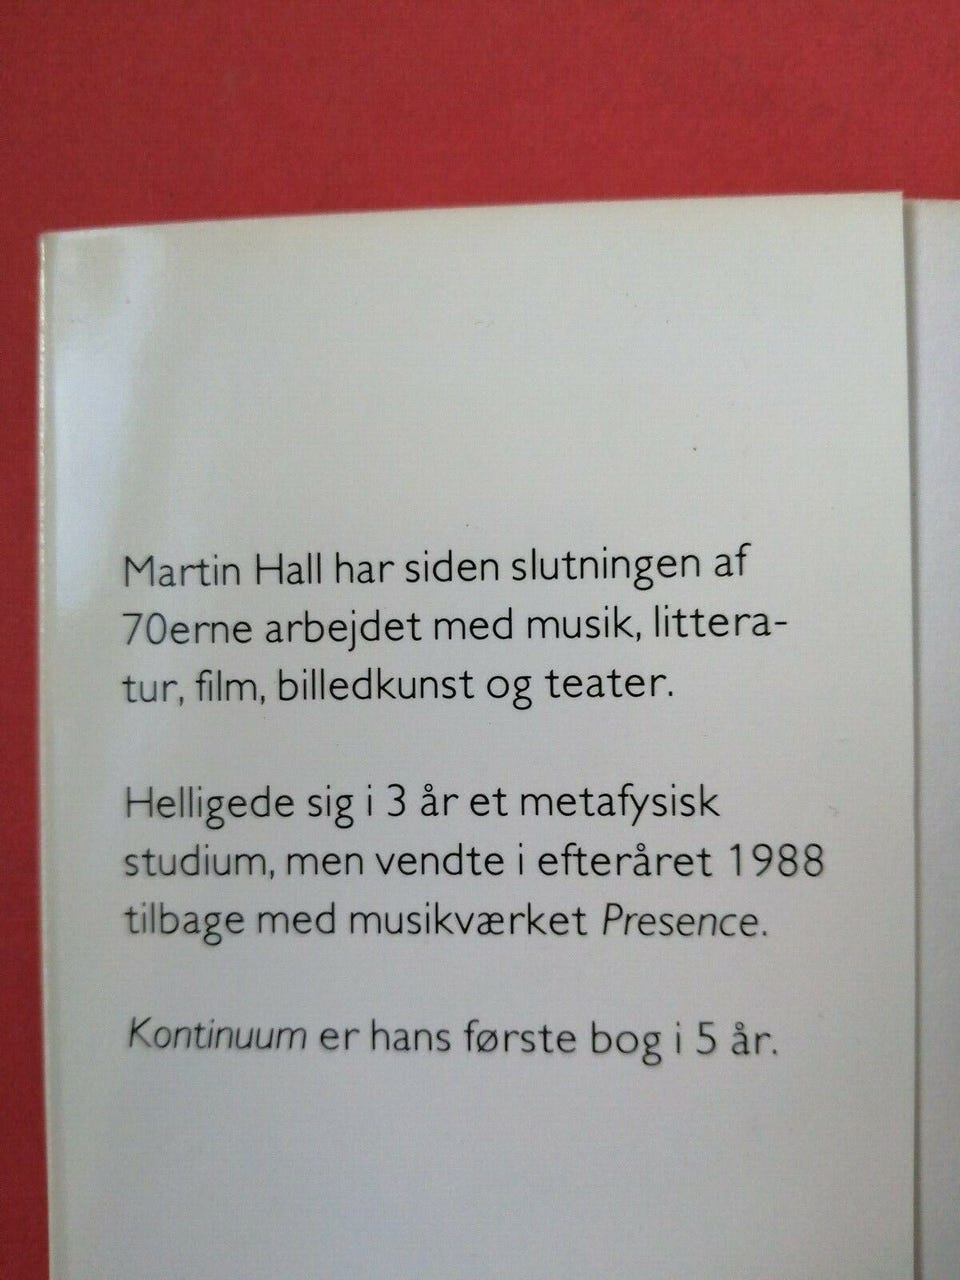 Martin Hall har siden slutningen af
70erne arbejdet med musik, littera-
tur, film, billedkunst og teater.
Helligede sig i 3 år et metafysisk
studium, men vendte i efteråret 1988
tilbage med musikværket Presence.
Kontinuum er hans første bog i 5 år.